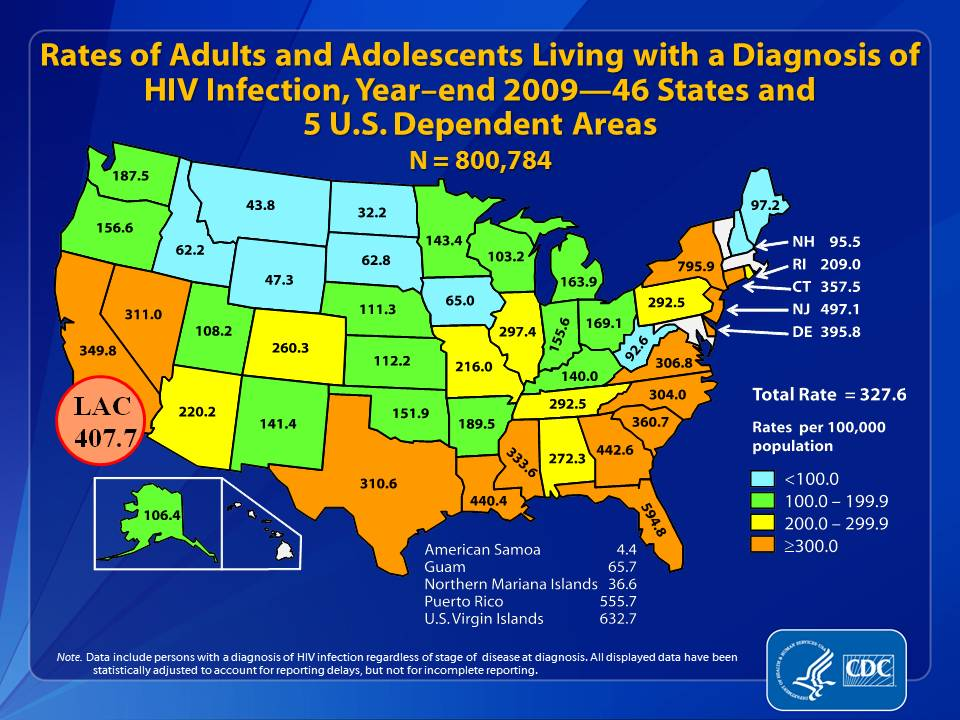 Rates of Adults and Adolescents Living with a Diagnosis of
HIV Infection, Year–end 2009—46 States and
5 U.S. Dependent Areas
N = 800,784
187.5
156.6
62.2
43.8
47.3
32.2
62.8
111.3
112.2
143.4
65.0
103.2
163.9
297.4
155.6
169.1
292.5
795.9
97.2
NH 95.5
RI 209.0
CT 357.5
NJ 497.1
DE 395.8
349.8
311.0
108.2
260.3
216.0
140.0
92.6
306.8
304.0
360.7
292.5
LAC
407.7
220.2
141.4
151.9
189.5
310.6
440.4
333.6
272.3
442.6
594.8
106.4
Total Rate = 327.6
Rates per 100,000
population
<100.0
100.0 – 199.9
200.0 – 299.9
≥300.0
American Samoa 4.4
Guam 65.7
Northern Mariana Islands 36.6
Puerto Rico 555.7
U.S. Virgin Islands 632.7
Note. Data include persons with a diagnosis of HIV infection regardless of stage of disease at diagnosis. All displayed data have been
statistically adjusted to account for reporting delays, but not for incomplete reporting.
CDC